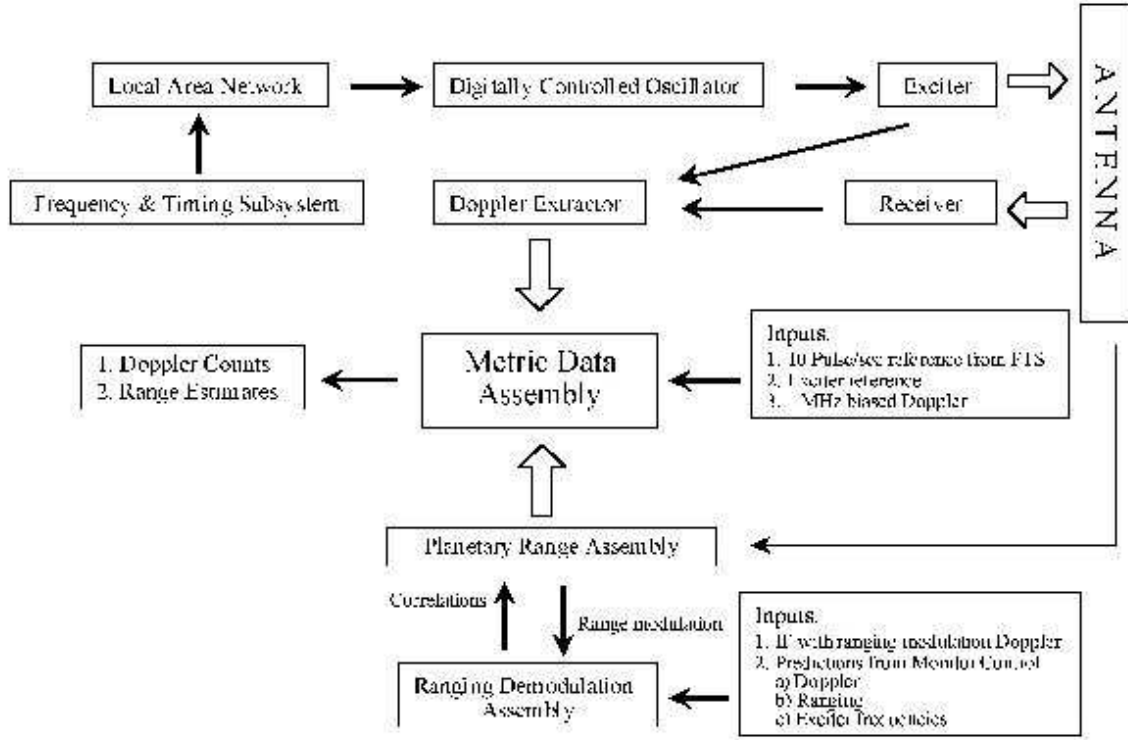 Local Area Network
Digitally Controlled Oscillator
Exciter
ANTENNA
Frequency & Timing Subsystem
Doppler Extractor
Receiver
1. Doppler Counts
2. Range Estimates
Metric Data
Assembly
Inputs.
1. 10 Pulse/sec reference from FTS
2. Exciter reference
3. MHz biased Doppler
Planetary Range Assembly
Correlations
Range modulation
Ranging Demodulation
Assembly
Inputs.
1. IF with ranging modulation Doppler
2. Predictions from Monitor Control
a) Doppler
b) Ranging
c) Exciter frequencies